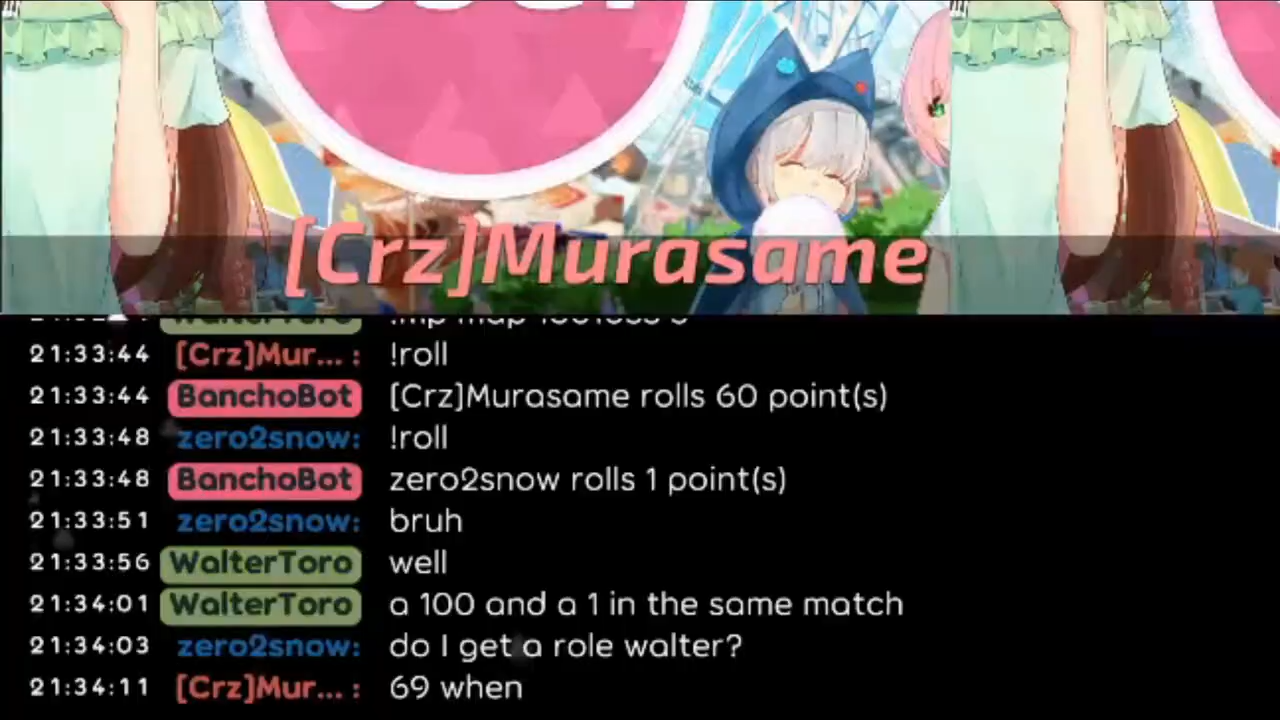 [Crz]Murasame
21:33:44 [Crz]Mur... : !roll
21:33:44 BanchoBot [Crz]Murasame rolls 60 point(s)
21:33:48 zero2snow: !roll
21:33:48 BanchoBot zero2snow rolls 1 point(s)
21:33:51 zero2snow: bruh
21:33:56 WalterToro well
21:34:01 WalterToro a 100 and a 1 in the same match
21:34:03 zero2snow: do I get a role walter?
21:34:11 [Crz]Mur... : 69 when